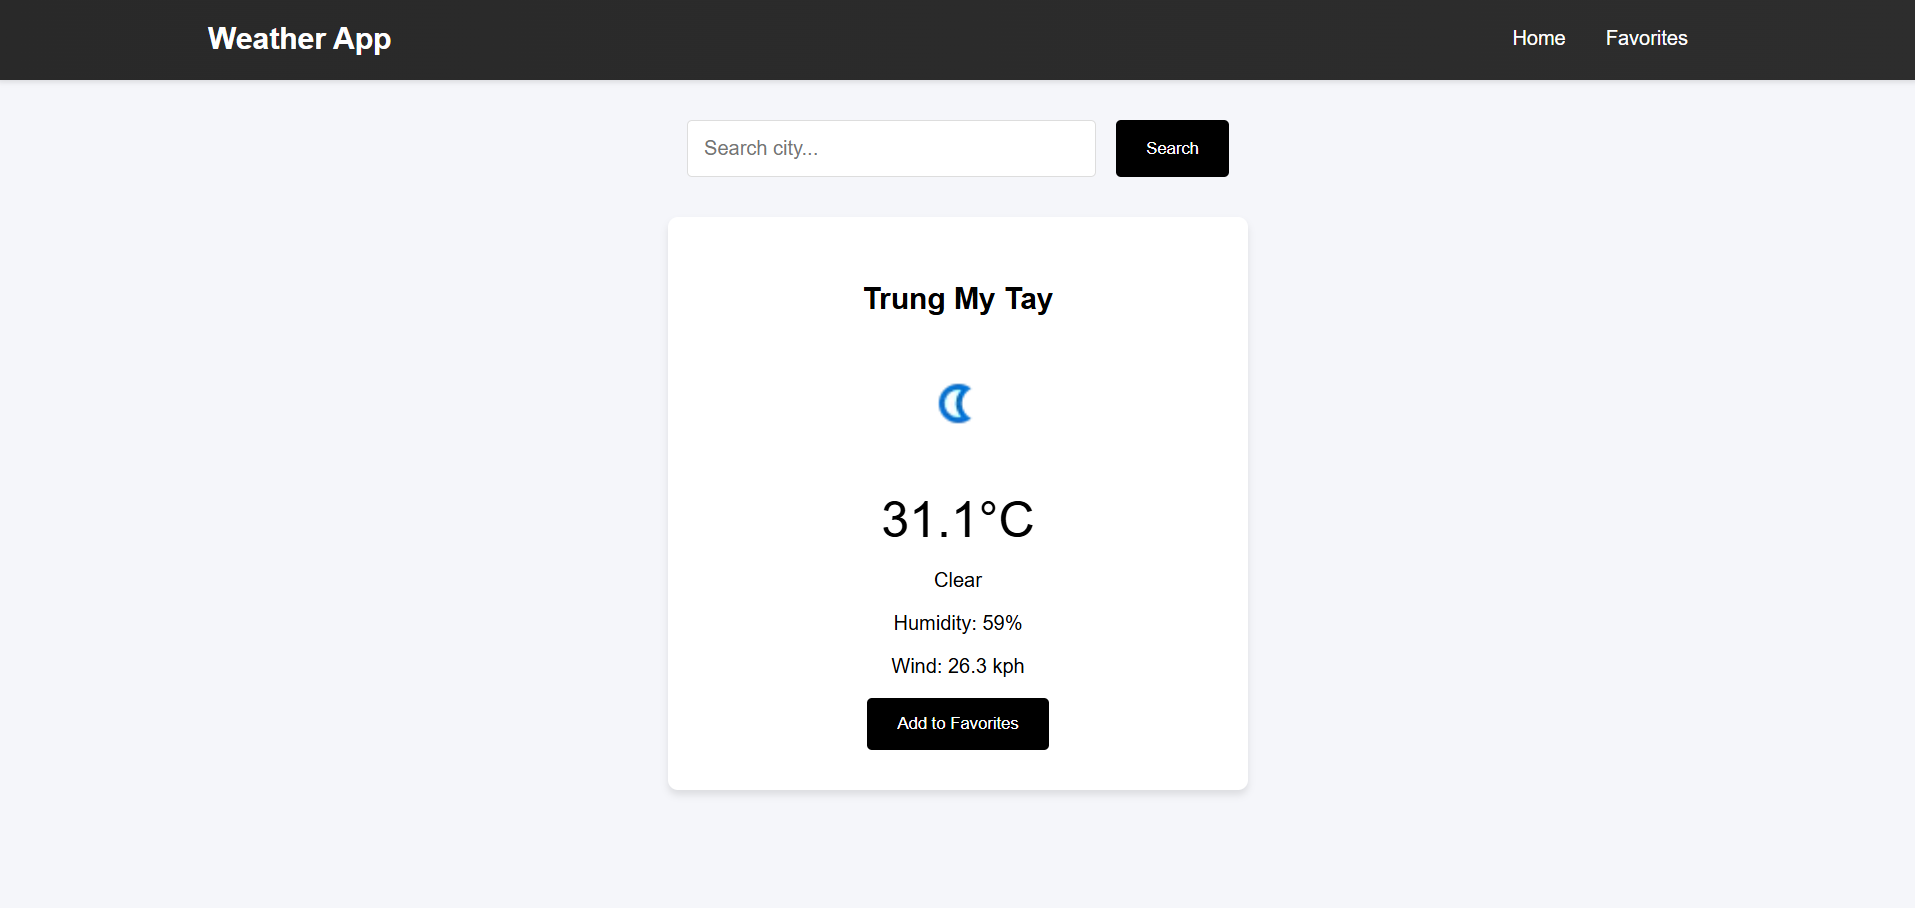 Weather App
Home Favorites
Search city...
Search
Trung My Tay
31.1°C
Clear
Humidity: 59%
Wind: 26.3 kph
Add to Favorites